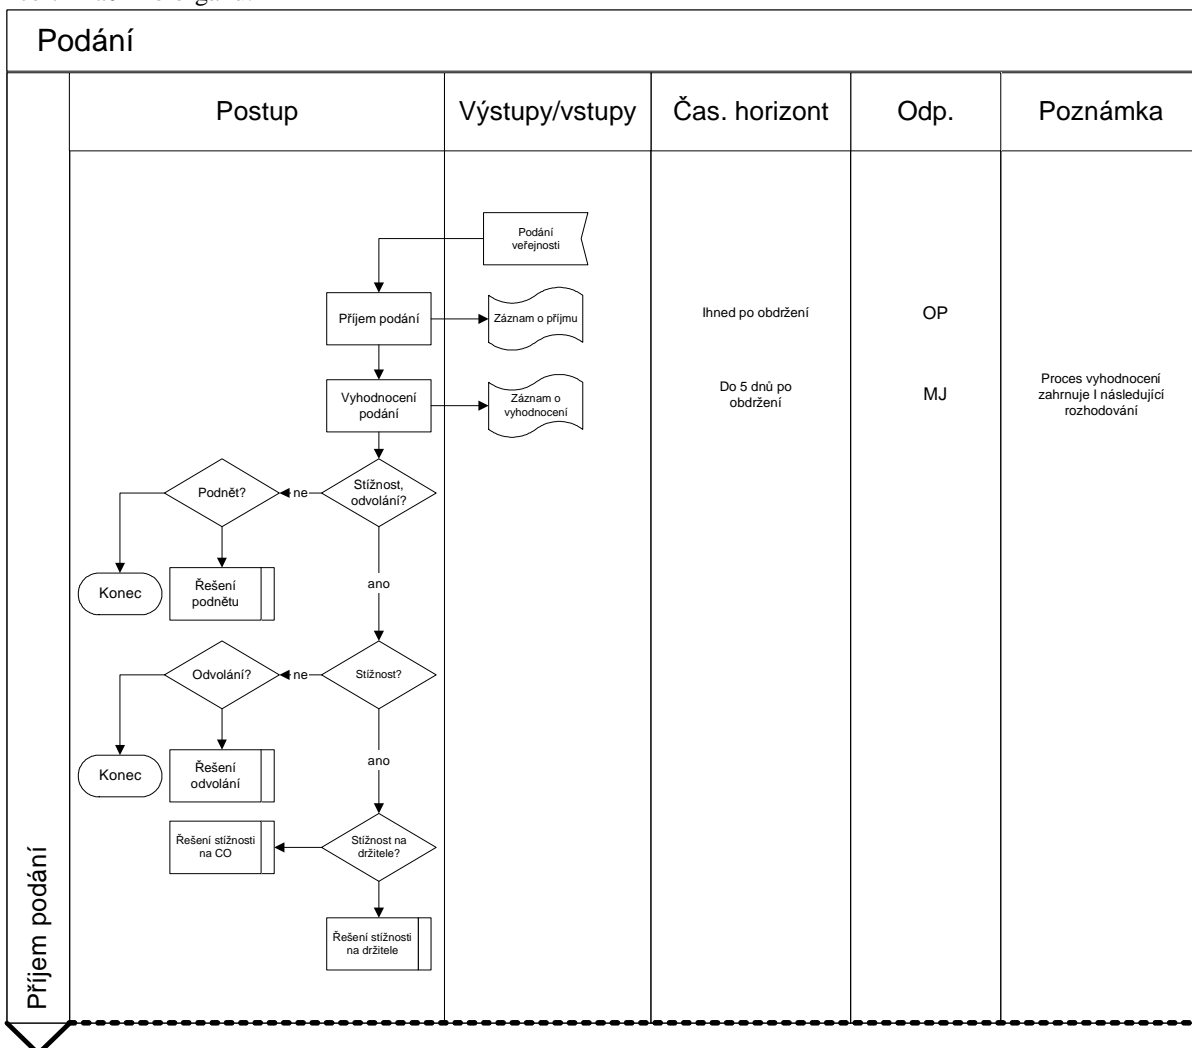 Podání
Postup
Výstupy/vstupy
Čas. horizont
Odp.
Poznámka
Podání
veřejnosti
Příjem podání
Záznam o příjmu
Ihned po obdržení
OP
Vyhodnocení
podání
Záznam o
vyhodnocení
Do 5 dnů po
obdržení
MJ
Proces vyhodnocení
zahrnuje I následující
rozhodování
Podnět?
ne
Stížnost,
odvolání?
Konec
Řešení
podnětu
ano
Odvolání?
ne
Stížnost?
Konec
Řešení
odvolání
ano
Řešení stížnosti
na CO
Stížnost na
držitele?
Řešení stížnosti
na držitele
Příjem podání